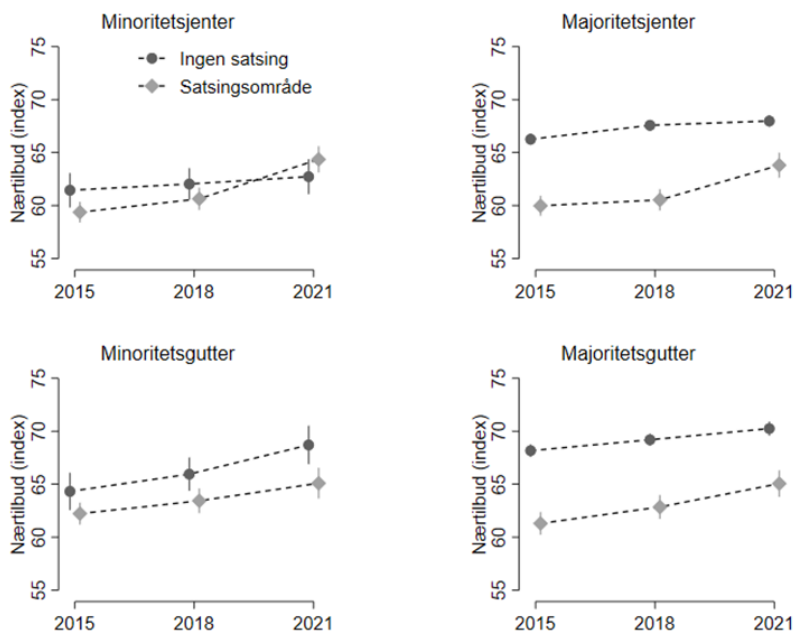 Minoritetsjenter
Ingen satsing
Satsingsområde
Nærtilbud (index)
75
70
65
60
55
2015 2018 2021
Majoritetsjenter
Nærtilbud (index)
75
70
65
60
55
2015 2018 2021
Minoritetsgutter
Nærtilbud (index)
75
70
65
60
55
2015 2018 2021
Majoritetsgutter
Nærtilbud (index)
75
70
65
60
55
2015 2018 2021